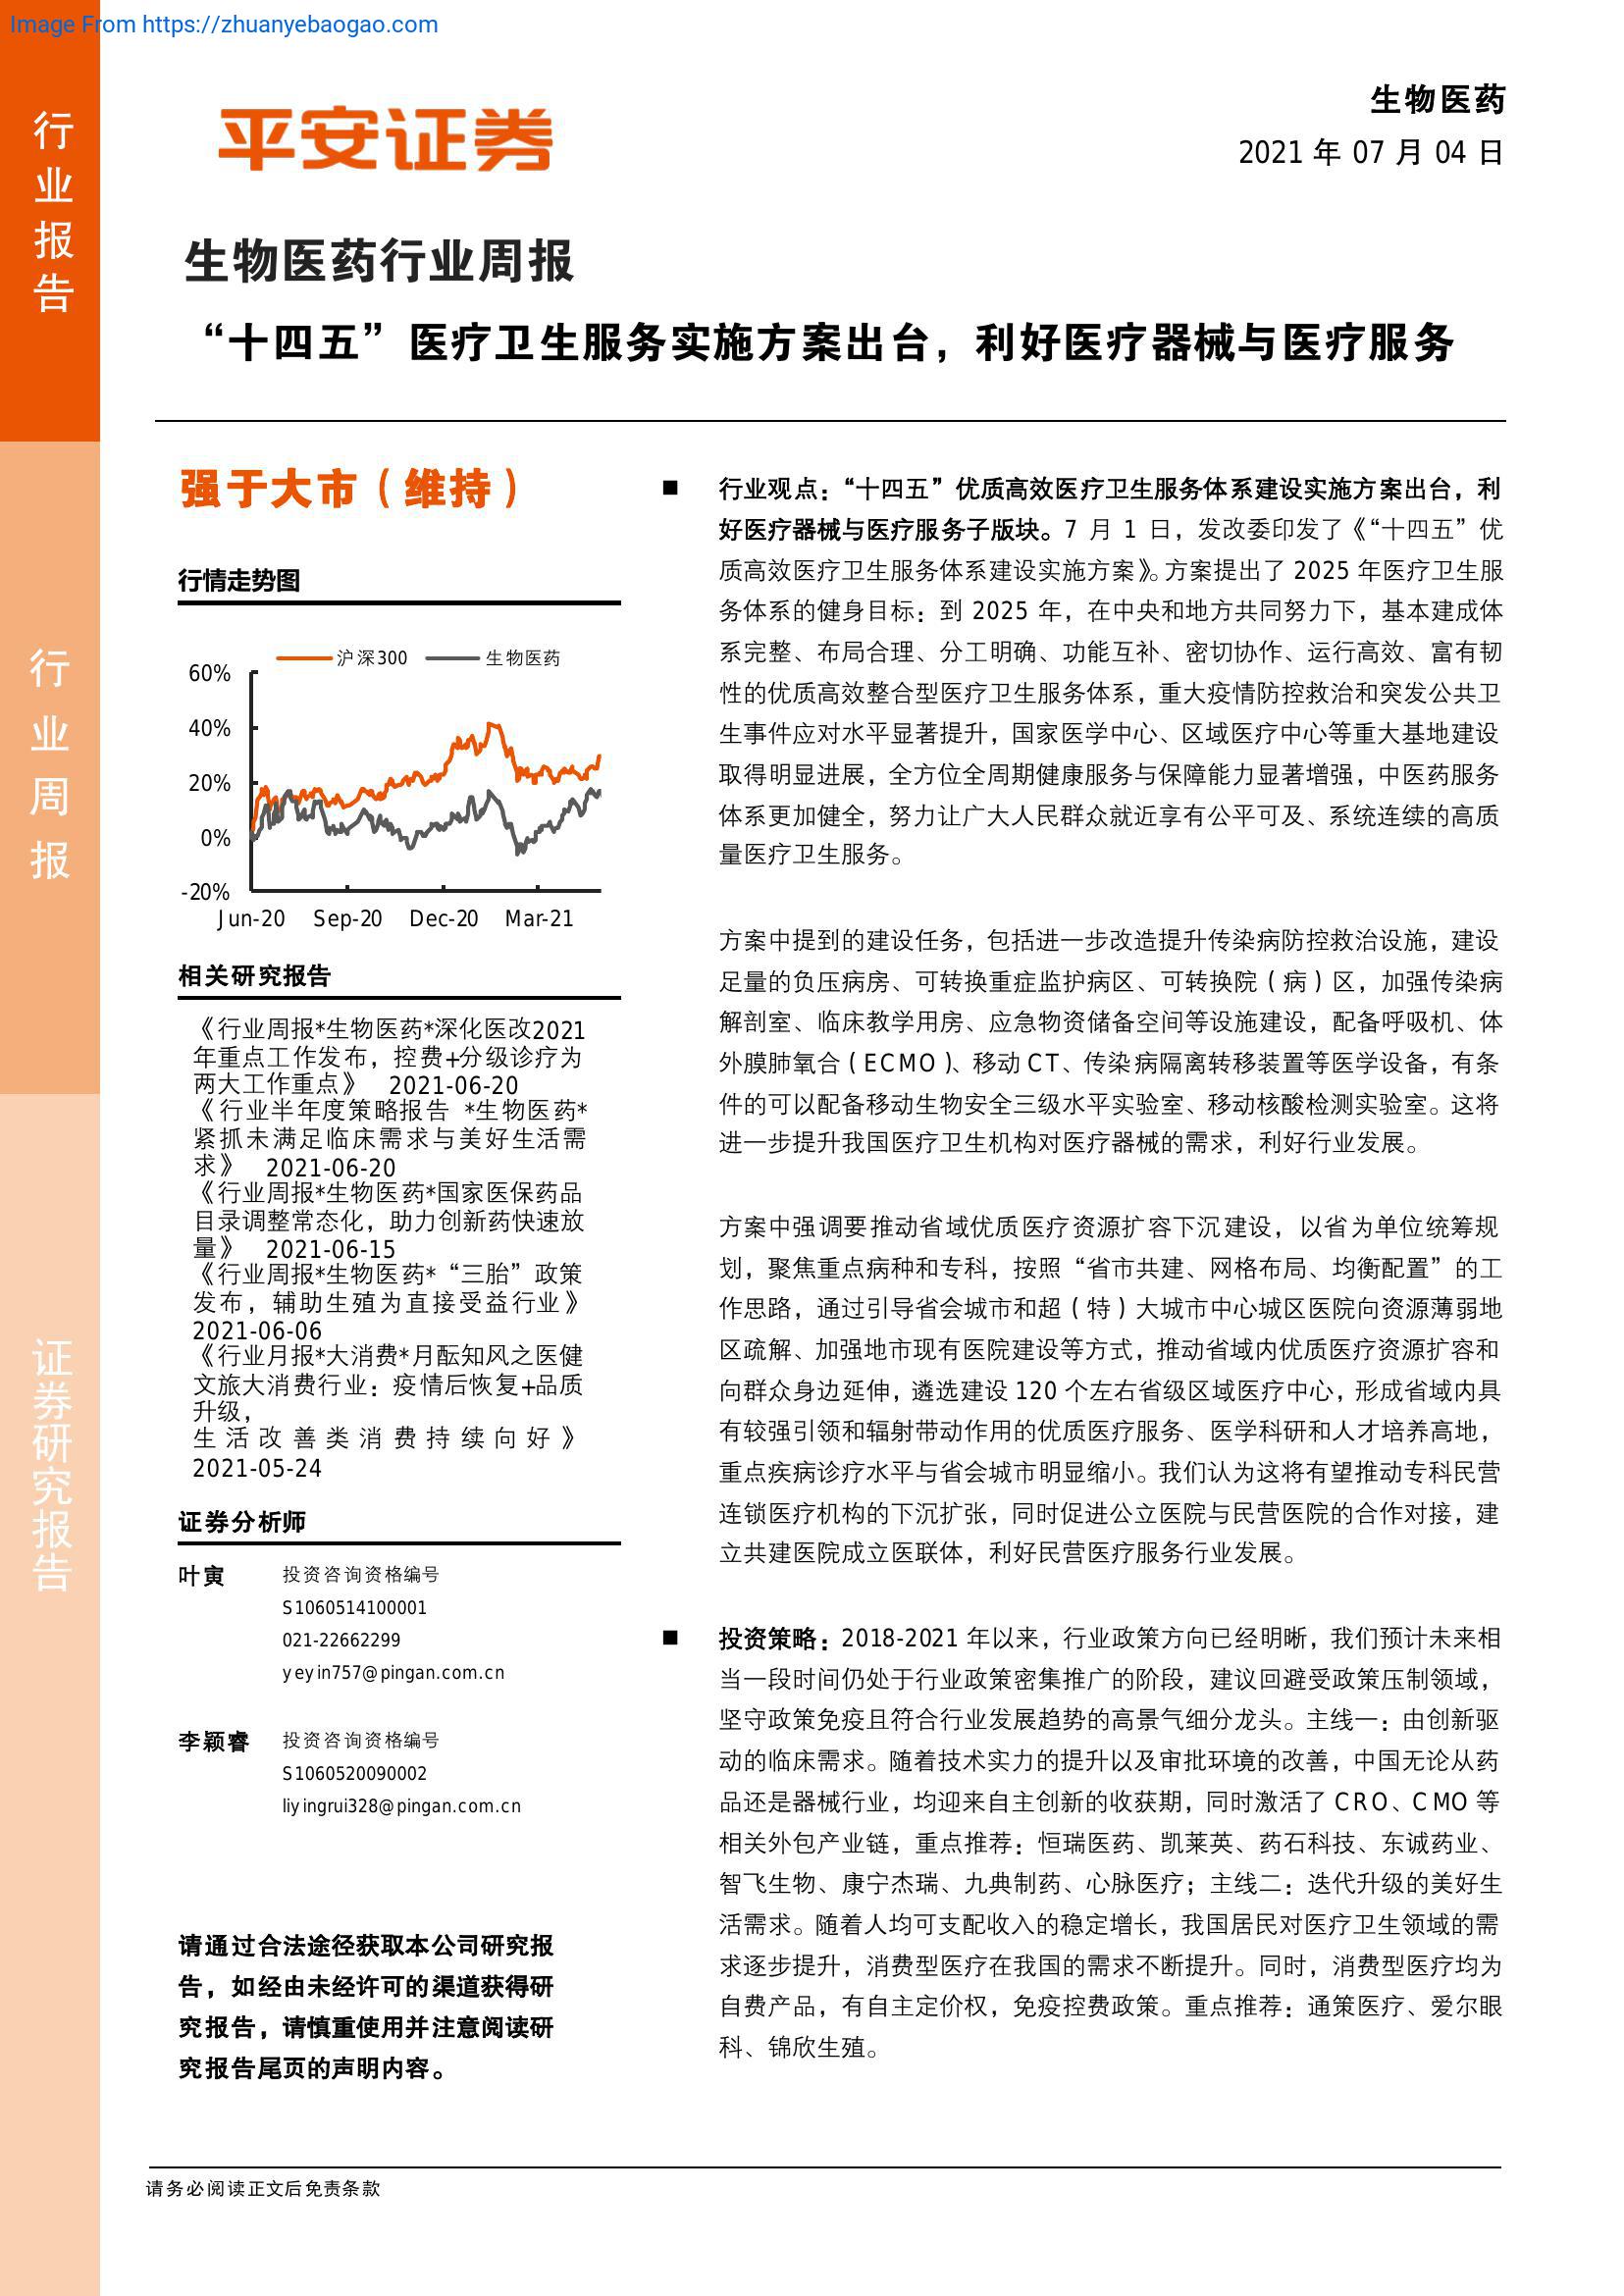 Image From https://zhuanyebaogao.com
行业报告
行业周报
证券研究报告
平安证券
生物医药
2021 年 07 月 04 日
生物医药行业周报
“十四五”医疗卫生服务实施方案出台，利好医疗器械与医疗服务
强于大市（维持）
行情走势图
沪深300 生物医药
60%
40%
20%
0%
-20%
Jun-20 Sep-20 Dec-20 Mar-21
相关研究报告
《行业周报*生物医药*深化医改2021
年重点工作发布，控费+分级诊疗为
两大工作重点》 2021-06-20
《行业半年度策略报告 *生物医药*
紧抓未满足临床需求与美好生活需
求》 2021-06-20
《行业周报*生物医药*国家医保药品
目录调整常态化，助力创新药快速放
量》 2021-06-15
《行业周报*生物医药*“三胎”政策
发布，辅助生殖为直接受益行业》
2021-06-06
《行业月报*大消费*月酝知风之医健
文旅大消费行业：疫情后恢复+品质
升级，
生活改善类消费持续向好》
2021-05-24
证券分析师
叶寅 投资咨询资格编号
S1060514100001
021-22662299
yeyin757@pingan.com.cn
李颖睿 投资咨询资格编号
S1060520090002
liyingrui328@pingan.com.cn
请通过合法途径获取本公司研究报
告，如经由未经许可的渠道获得研
究报告，请慎重使用并注意阅读研
究报告尾页的声明内容。
■ 行业观点：“十四五”优质高效医疗卫生服务体系建设实施方案出台，利
好医疗器械与医疗服务子版块。7 月 1 日，发改委印发了《“十四五”优
质高效医疗卫生服务体系建设实施方案》。方案提出了 2025 年医疗卫生服
务体系的健身目标：到 2025 年，在中央和地方共同努力下，基本建成体
系完整、布局合理、分工明确、功能互补、密切协作、运行高效、富有韧
性的优质高效整合型医疗卫生服务体系，重大疫情防控救治和突发公共卫
生事件应对水平显著提升，国家医学中心、区域医疗中心等重大基地建设
取得明显进展，全方位全周期健康服务与保障能力显著增强，中医药服务
体系更加健全，努力让广大人民群众就近享有公平可及、系统连续的高质
量医疗卫生服务。
方案中提到的建设任务，包括进一步改造提升传染病防控救治设施，建设
足量的负压病房、可转换重症监护病区、可转换院（病）区，加强传染病
解剖室、临床教学用房、应急物资储备空间等设施建设，配备呼吸机、体
外膜肺氧合（ECMO）、移动 CT、传染病隔离转移装置等医学设备，有条
件的可以配备移动生物安全三级水平实验室、移动核酸检测实验室。这将
进一步提升我国医疗卫生机构对医疗器械的需求，利好行业发展。
方案中强调要推动省域优质医疗资源扩容下沉建设，以省为单位统筹规
划，聚焦重点病种和专科，按照“省市共建、网格布局、均衡配置”的工
作思路，通过引导省会城市和超（特）大城市中心城区医院向资源薄弱地
区疏解、加强地市现有医院建设等方式，推动省域内优质医疗资源扩容和
向群众身边延伸，遴选建设 120 个左右省级区域医疗中心，形成省域内具
有较强引领和辐射带动作用的优质医疗服务、医学科研和人才培养高地，
重点疾病诊疗水平与省会城市明显缩小。我们认为这将有望推动专科民营
连锁医疗机构的下沉扩张，同时促进公立医院与民营医院的合作对接，建
立共建医院成立医联体，利好民营医疗服务行业发展。
■ 投资策略：2018-2021 年以来，行业政策方向已经明晰，我们预计未来相
当一段时间仍处于行业政策密集推广的阶段，建议回避受政策压制领域，
坚守政策免疫且符合行业发展趋势的高景气细分龙头。主线一：由创新驱
动的临床需求。随着技术实力的提升以及审批环境的改善，中国无论从药
品还是器械行业，均迎来自主创新的收获期，同时激活了 CRO、CMO 等
相关外包产业链，重点推荐：恒瑞医药、凯莱英、药石科技、东诚药业、
智飞生物、康宁杰瑞、九典制药、心脉医疗；主线二：迭代升级的美好生
活需求。随着人均可支配收入的稳定增长，我国居民对医疗卫生领域的需
求逐步提升，消费型医疗在我国的需求不断提升。同时，消费型医疗均为
自费产品，有自主定价权，免疫控费政策。重点推荐：通策医疗、爱尔眼
科、锦欣生殖。
请务必阅读正文后免责条款